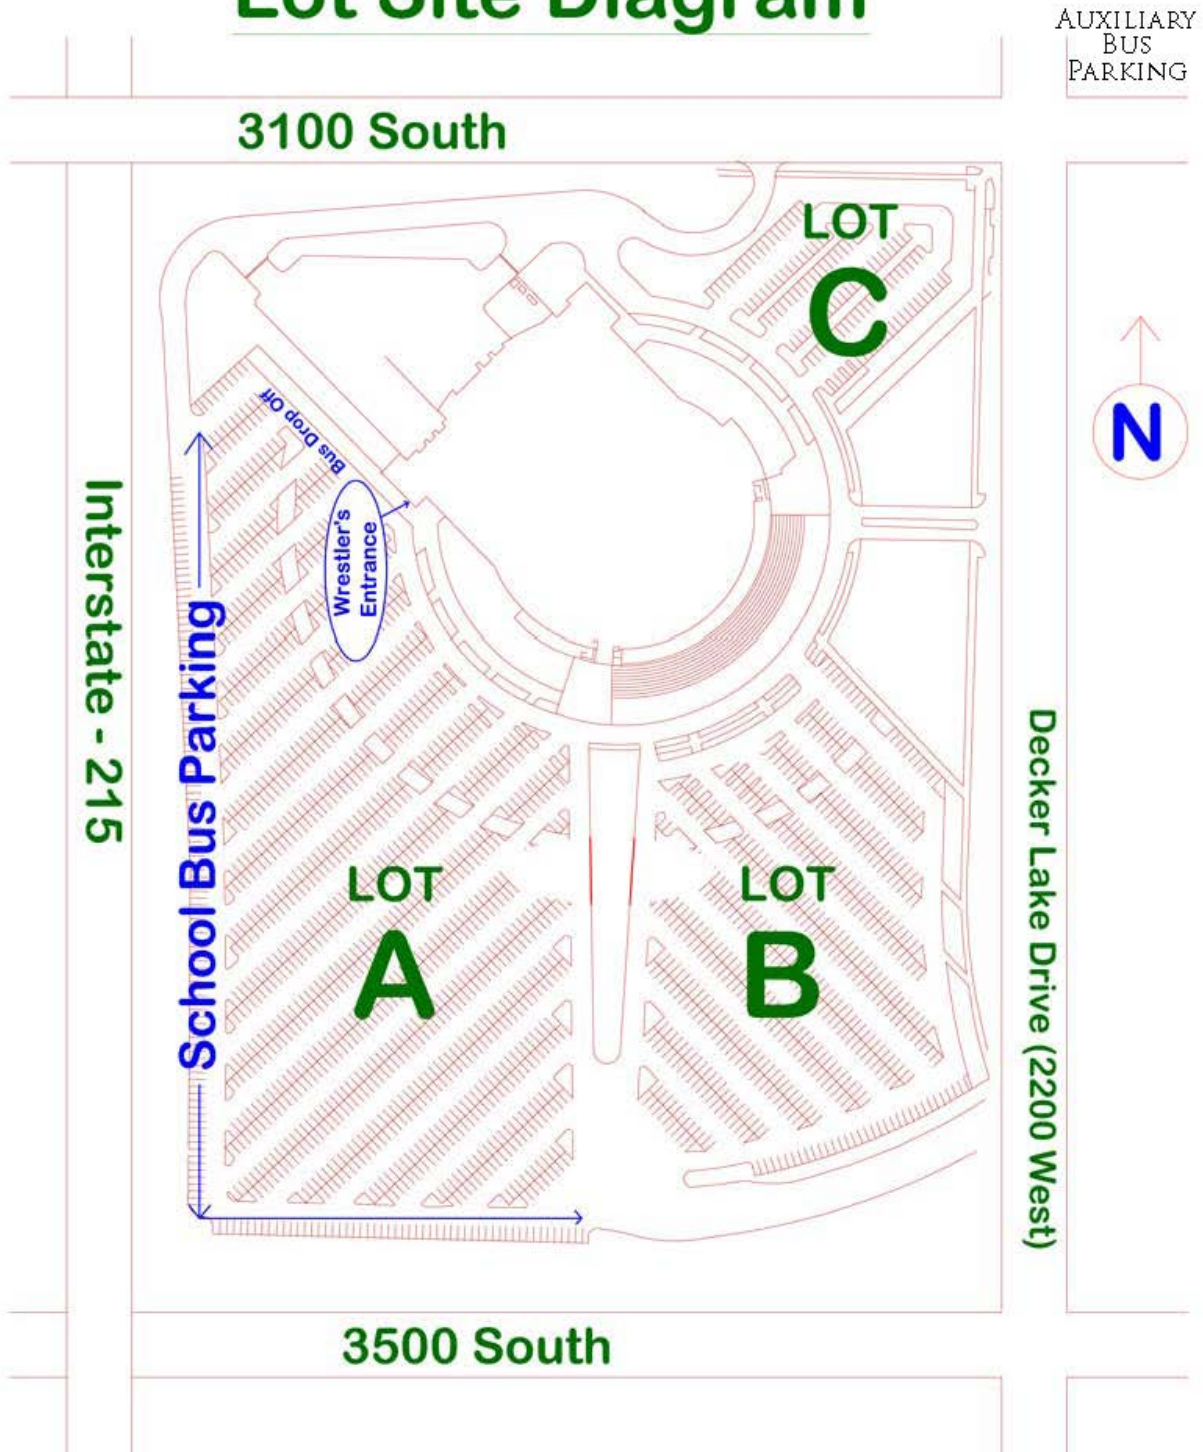 Lot Site Diagram
AUXILIARY
BUS
PARKING
3100 South
LOT
C
N
Bus Drop Off
Wrestler's
Entrance
Interstate - 215
School Bus Parking
Decker Lake Drive (2200 West)
LOT
A
LOT
B
3500 South